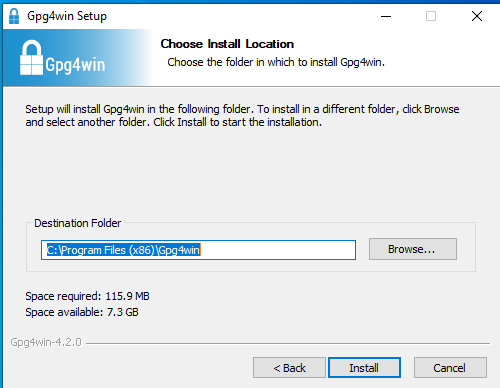 Gpg4win Setup
Gpg4win
Choose Install Location
Choose the folder in which to install Gpg4win.
Setup will install Gpg4win in the following folder. To install in a different folder, click Browse
and select another folder. Click Install to start the installation.
Destination Folder
C:\Program Files (x86)\Gpg4win
Browse...
Space required: 115.9 MB
Space available: 7.3 GB
Gpg4win-4.2.0
< Back
Install
Cancel